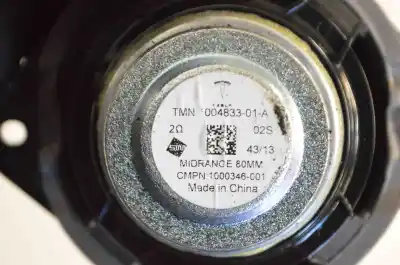 TESLA
TMN 1004833-01-A
2Ω 02S
43/13
MIDRANGE 80MM
CMPN:1000346-001
Made in China